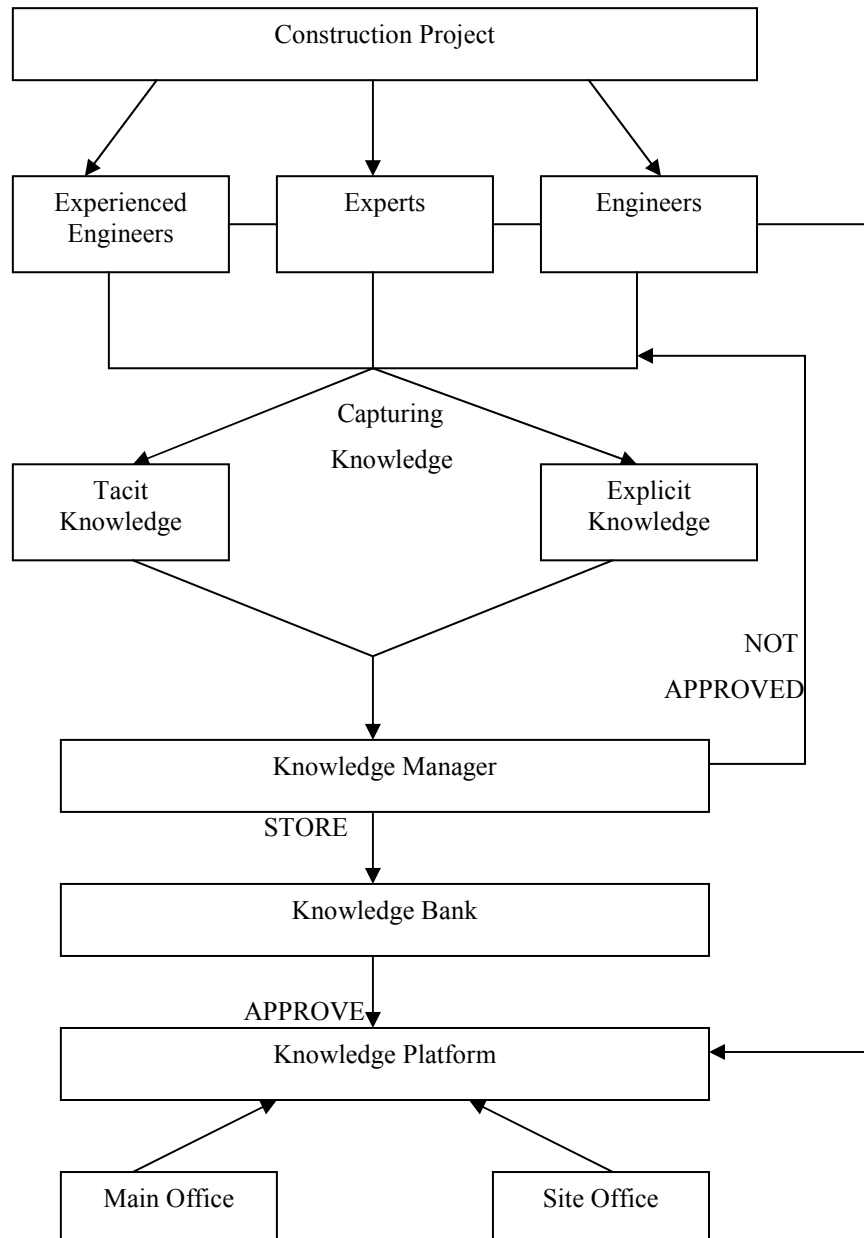 Construction Project
Experienced
Engineers
Experts
Engineers
Capturing
Knowledge
Tacit
Knowledge
Explicit
Knowledge
NOT
APPROVED
Knowledge Manager
STORE
Knowledge Bank
APPROVE
Knowledge Platform
Main Office
Site Office